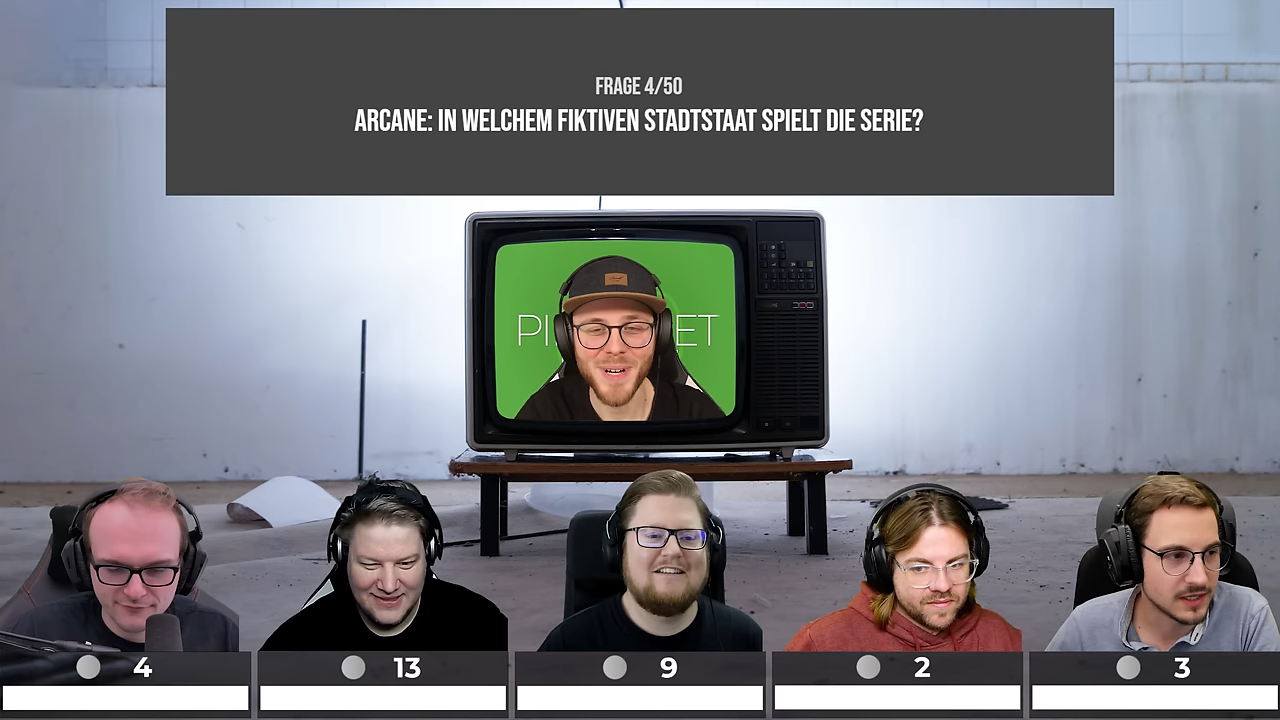 FRAGE 4/50
ARCANE: IN WELCHEM FIKTIVEN STADTSTAAT SPIELT DIE SERIE?
4
13
9
2
3